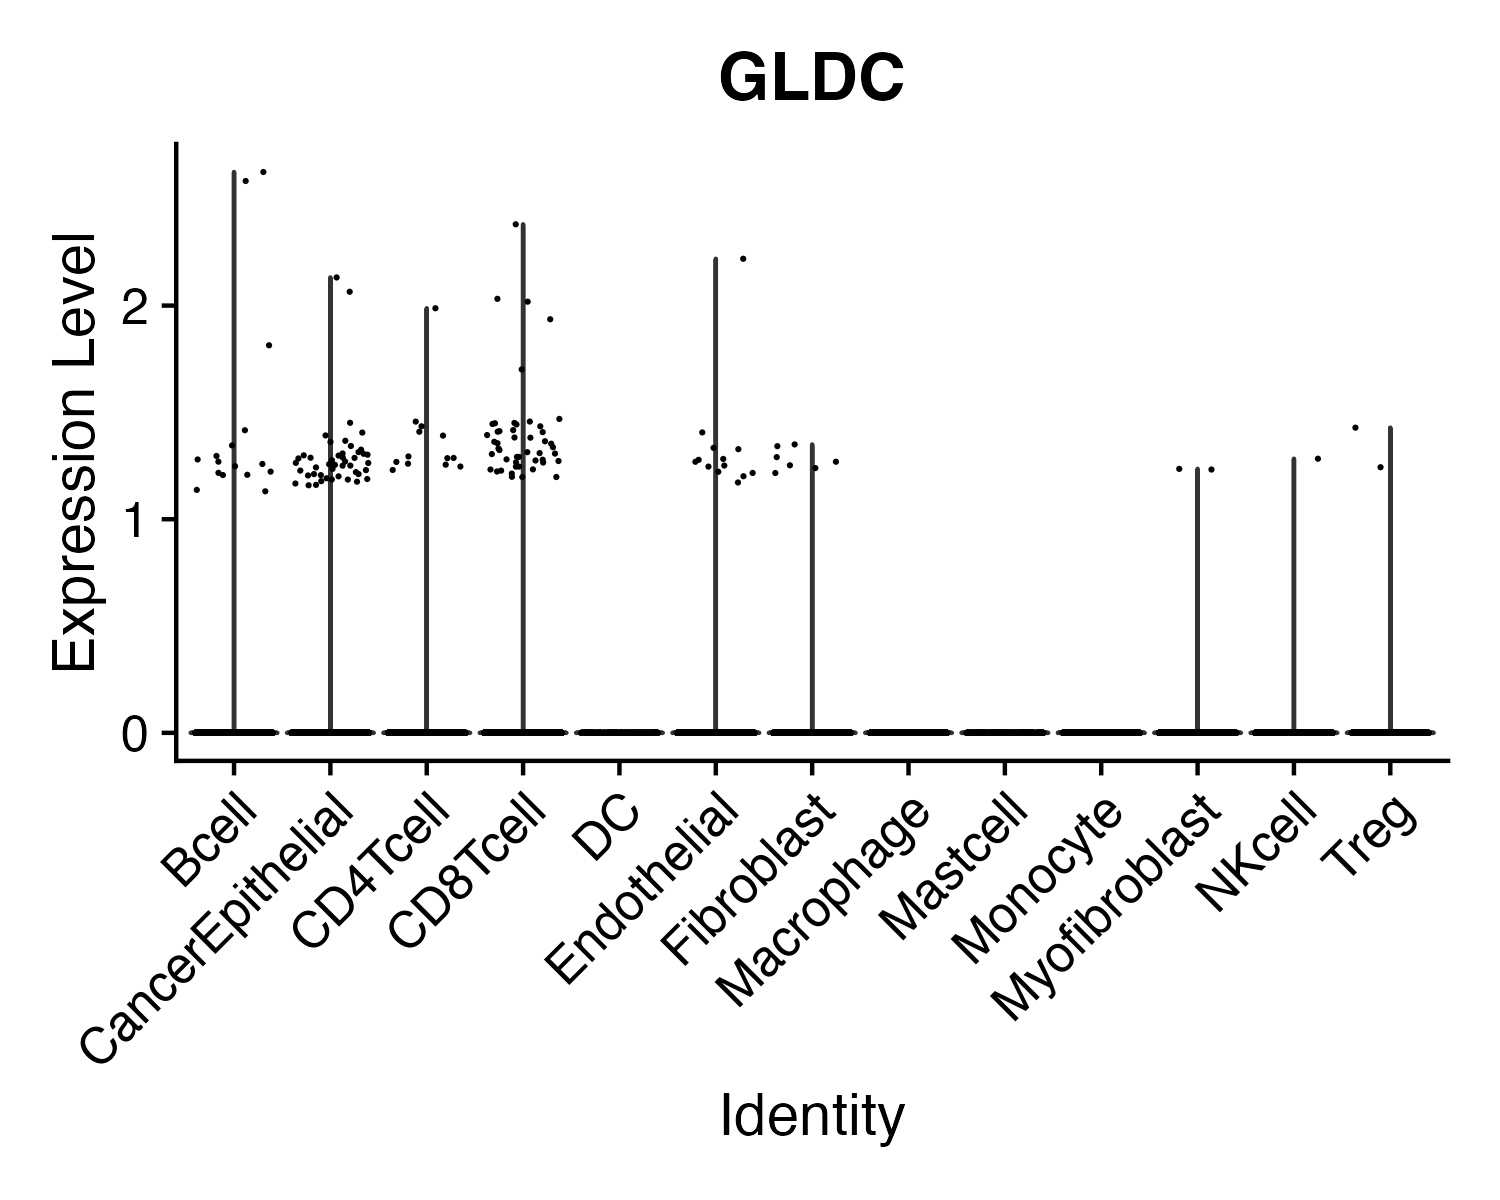 GLDC
Expression Level
2
1
0
Bcell
CancerEpithelial
CD4Tcell
CD8Tcell
DC
Endothelial
Fibroblast
Macrophage
Mastcell
Monocyte
Myofibroblast
NKcell
Treg
Identity